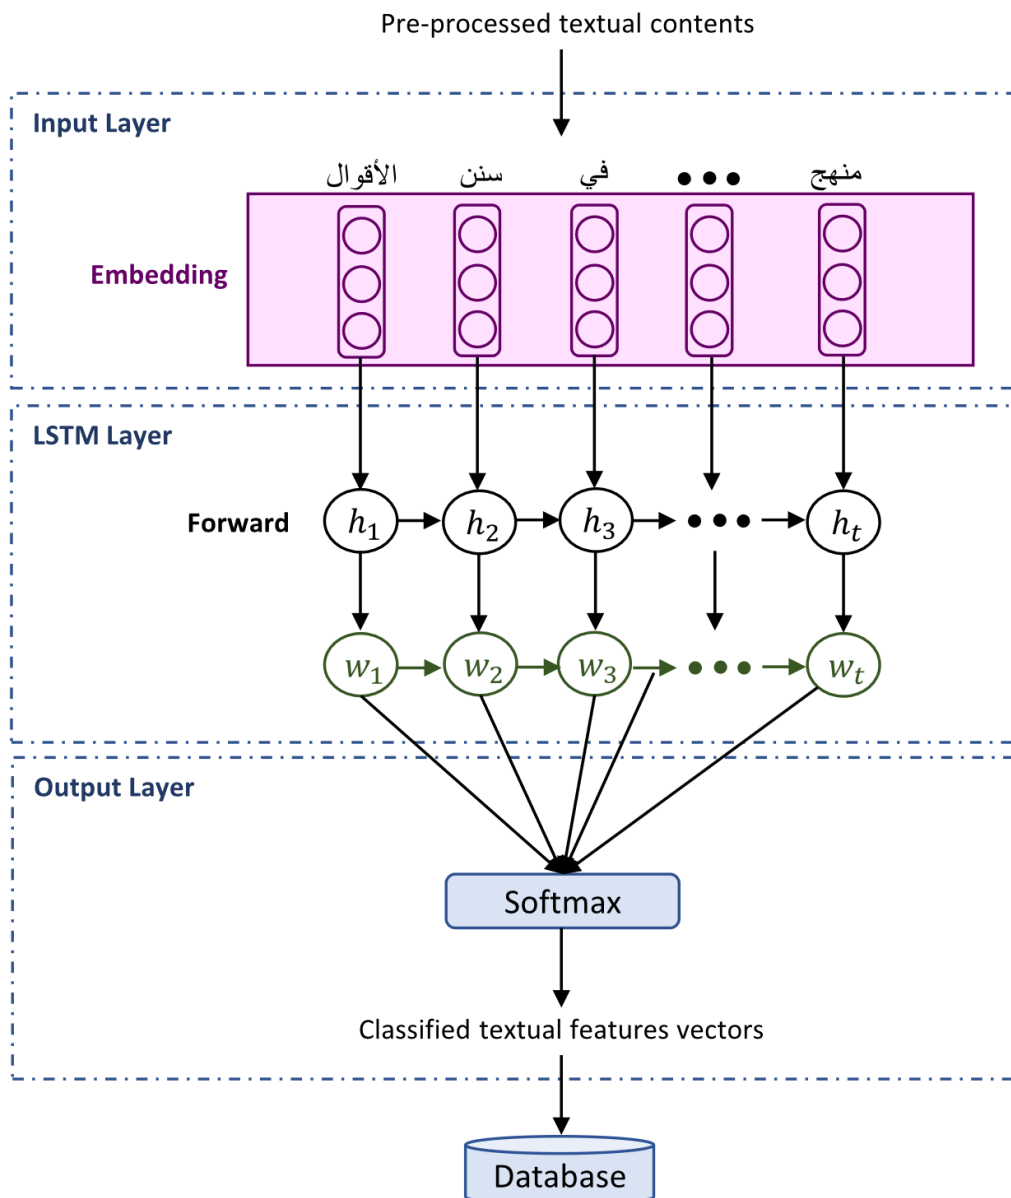 Pre-processed textual contents
Input Layer
الأقوال سنن في ••• منهج
Embedding
LSTM Layer
Forward h₁ h₂ h₃ ••• hₜ
w₁ w₂ w₃ ••• wₜ
Output Layer
Softmax
Classified textual features vectors
Database